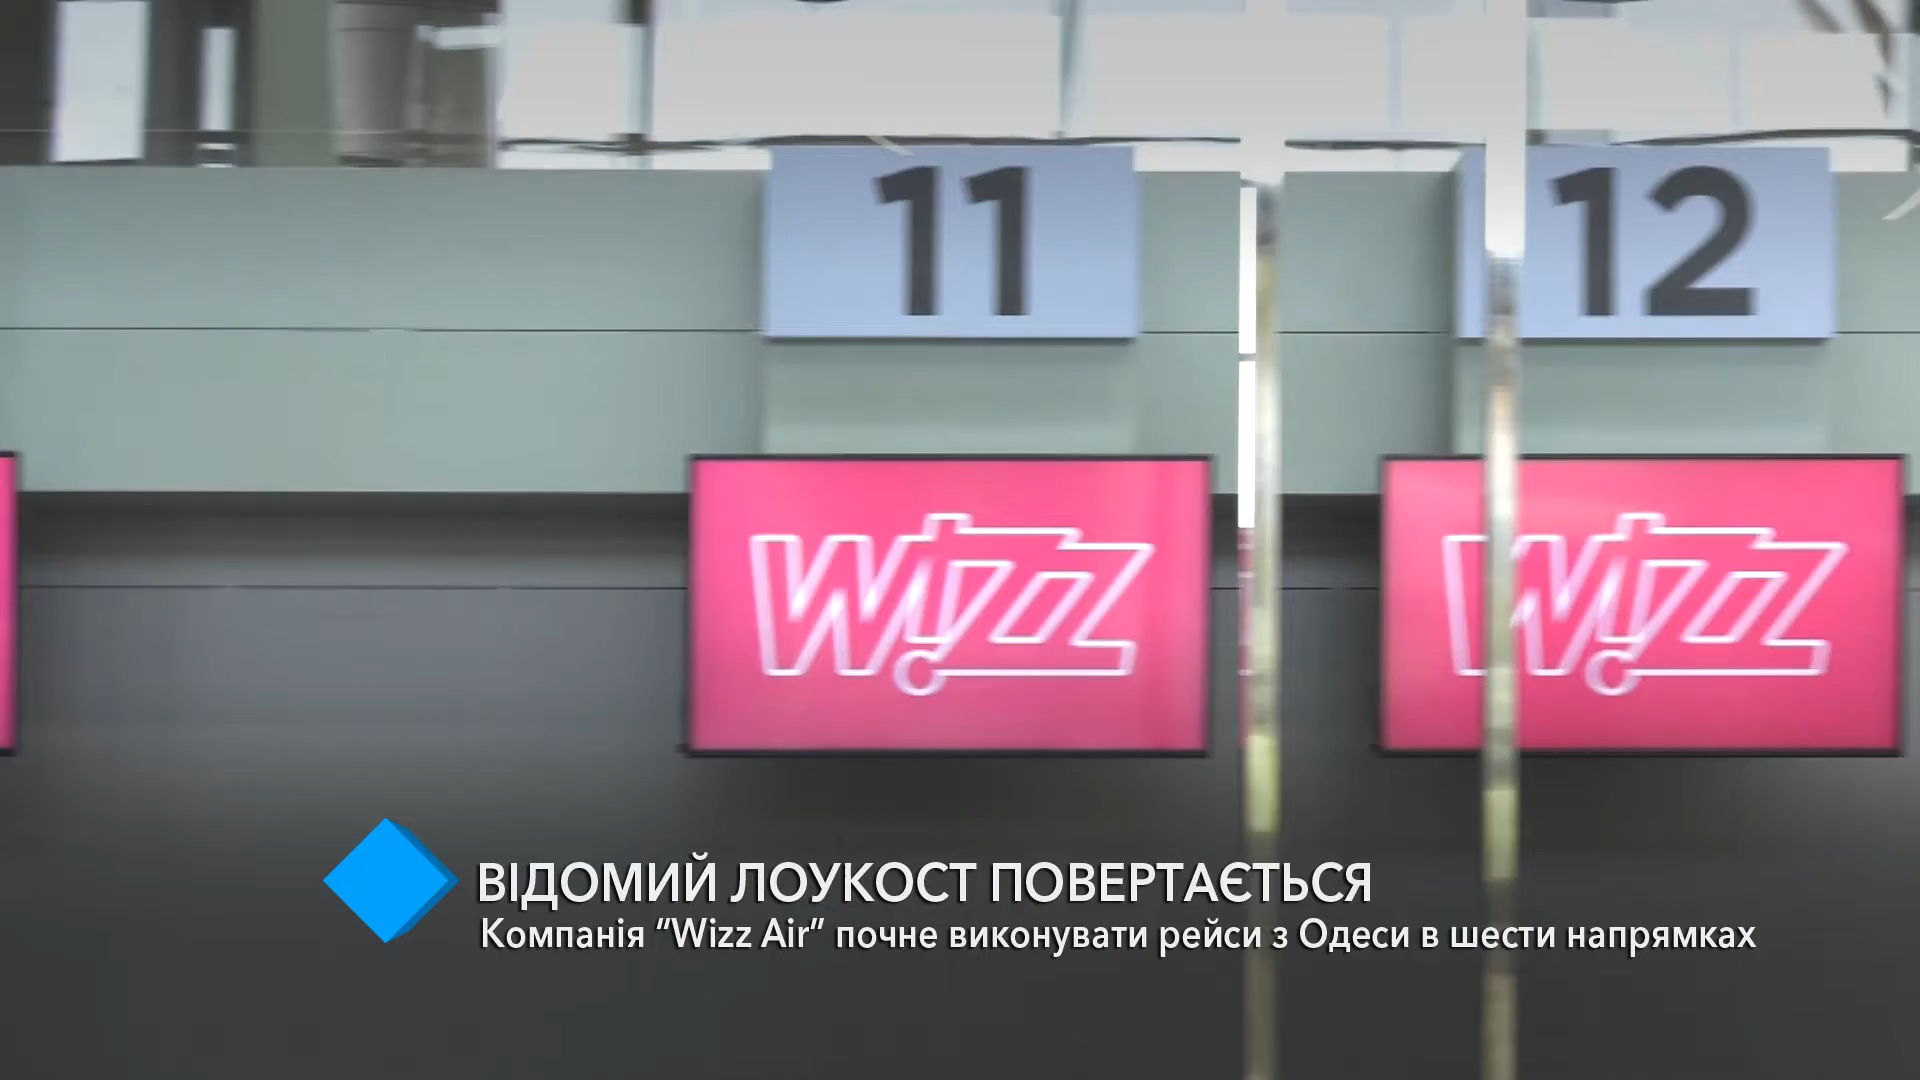 11
12
Wizz
Wizz
ВІДОМИЙ ЛОУКОСТ ПОВЕРТАЄТЬСЯ
Компанія “Wizz Air” почне виконувати рейси з Одеси в шести напрямках